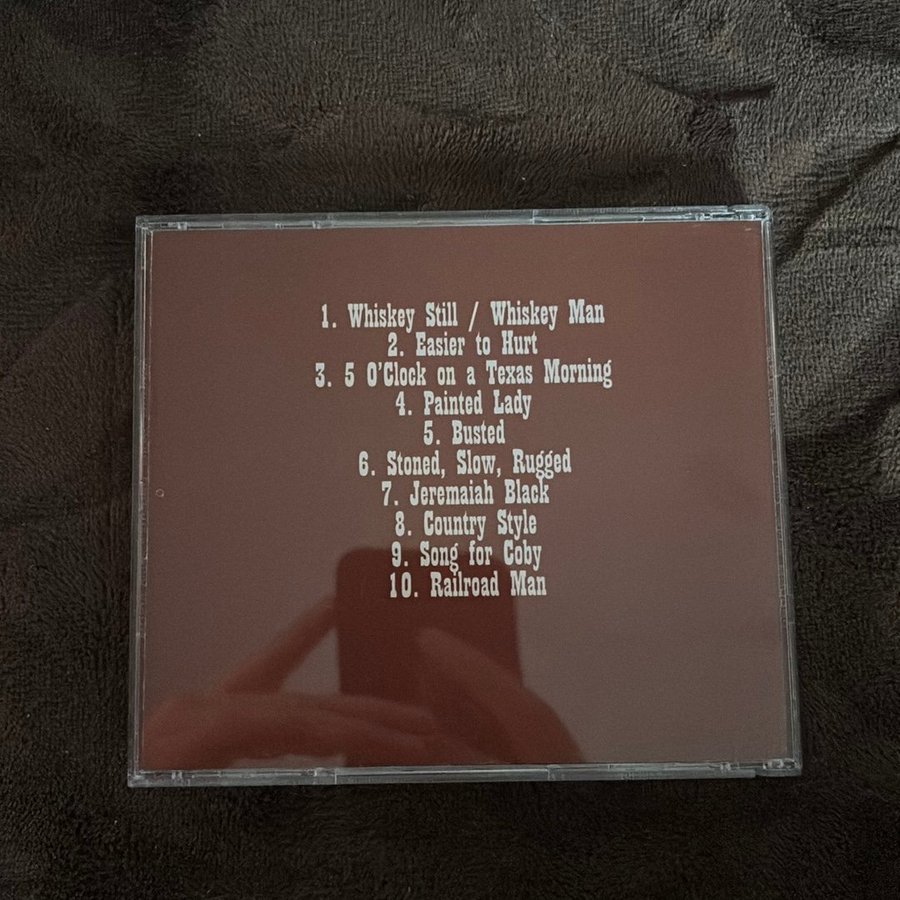 1. Whiskey Still / Whiskey Man
2. Easier to Hurt
3. 5 O'Clock on a Texas Morning
4. Painted Lady
5. Busted
6. Stoned, Slow, Rugged
7. Jeremaiah Black
8. Country Style
9. Song for Coby
10. Railroad Man